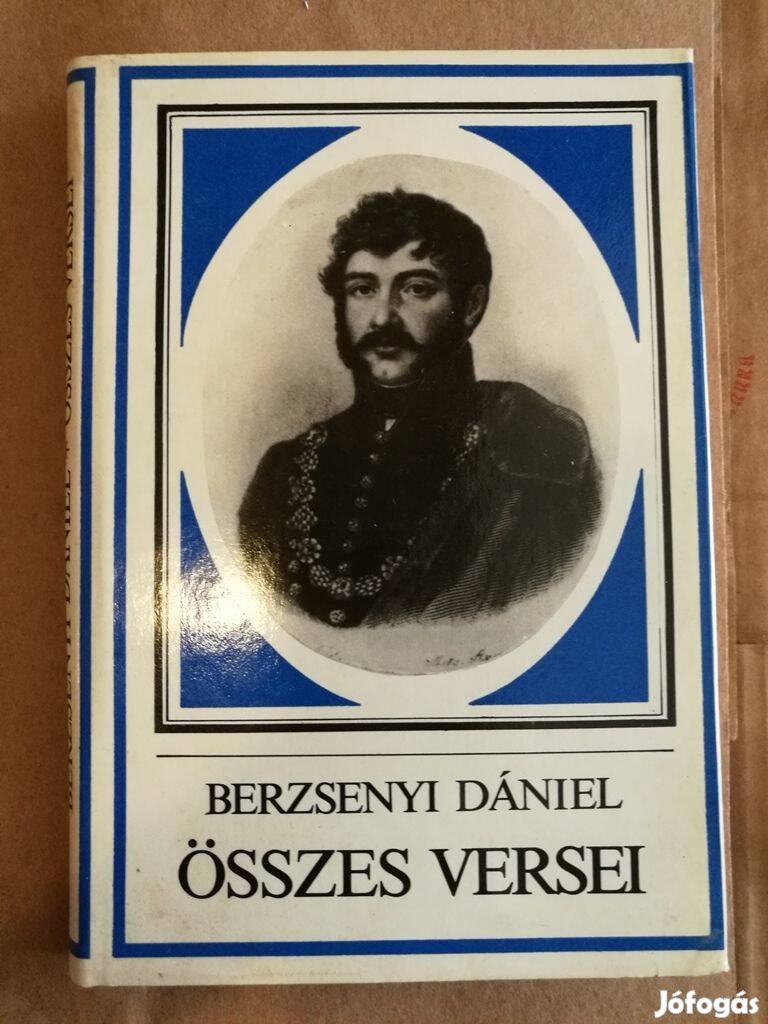 BERZSENYI DÁNIEL
ÖSSZES VERSEI
BERZSENYI DÁNIEL • ÖSSZES VERSEI
Jófogás